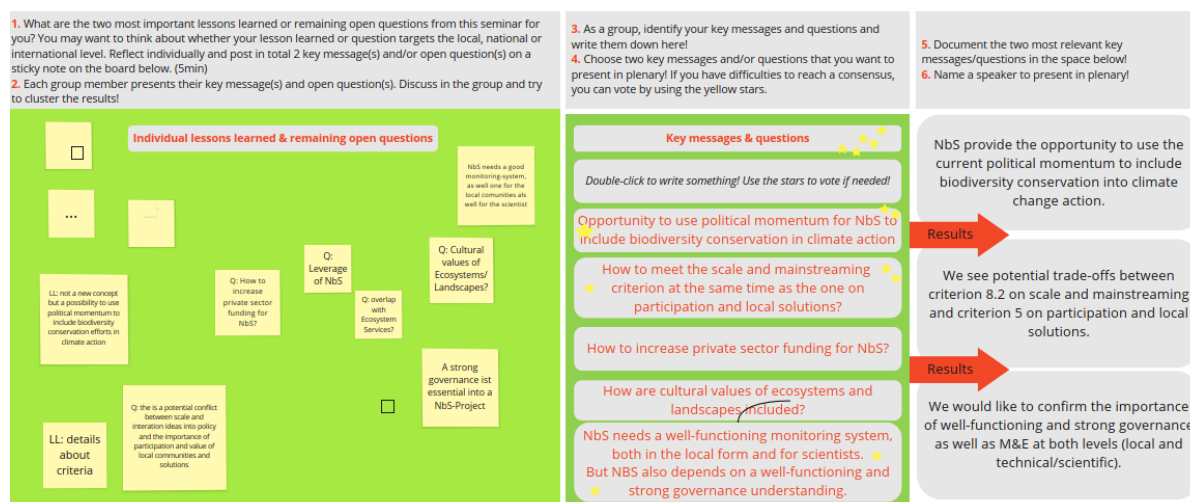 1. What are the two most important lessons learned or remaining open questions from this seminar for
you? You may want to think about whether your lesson learned or question targets the local, national or
international level. Reflect individually and post in total 2 key message(s) and/or open question(s) on a
sticky note on the board below. (5min)
2. Each group member presents their key message(s) and open question(s). Discuss in the group and try
to cluster the results!
3. As a group, identify your key messages and questions and
write them down here!
4. Choose two key messages and/or questions that you want to
present in plenary! If you have difficulties to reach a consensus,
you can vote by using the yellow stars.
5. Document the two most relevant key
messages/questions in the space below!
6. Name a speaker to present in plenary!
Individual lessons learned & remaining open questions
NbS needs a good
monitoring-system,
as well one for the
local comunities als
well for the scientist
...
Q:
Leverage
of NbS
Q: Cultural
values of
Ecosystems/
Landscapes?
LL: not a new concept
but a possibility to use
political momentum to
include biodiversity
conservation efforts in
climate action
Q: How to
increase
private sector
funding for
NbS?
Q: overlap
with
Ecosystem
Services?
A strong
governance ist
essential into a
NbS-Project
Q: the is a potential conflict
between scale and
interation ideas into policy
and the importance of
participation and value of
local communities and
solutions
LL: details
about
criteria
Key messages & questions
Double-click to write something! Use the stars to vote if needed!
Opportunity to use political momentum for NbS to
include biodiversity conservation in climate action
How to meet the scale and mainstreaming
criterion at the same time as the one on
participation and local solutions?
How to increase private sector funding for NbS?
How are cultural values of ecosystems and
landscapes included?
NbS needs a well-functioning monitoring system,
both in the local form and for scientists.
But NBS also depends on a well-functioning and
strong governance understanding.
Results
Results
NbS provide the opportunity to use the
current political momentum to include
biodiversity conservation into climate
change action.
We see potential trade-offs between
criterion 8.2 on scale and mainstreaming
and criterion 5 on participation and local
solutions.
We would like to confirm the importance
of well-functioning and strong governance
as well as M&E at both levels (local and
technical/scientific).